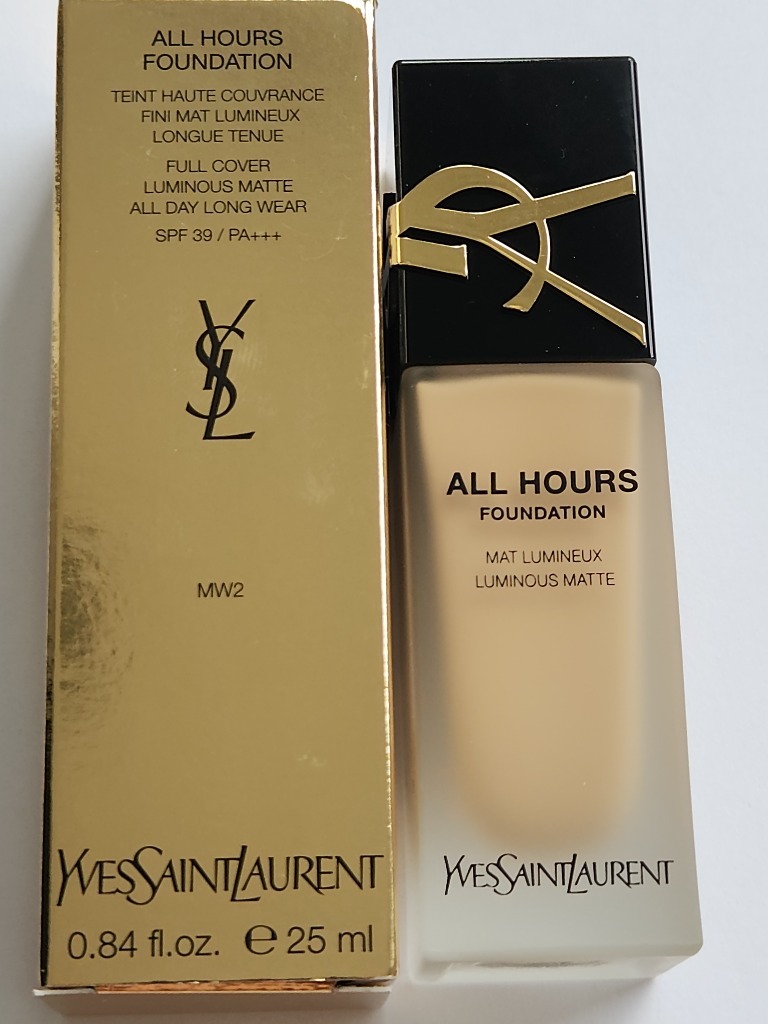 ALL HOURS
FOUNDATION
TEINT HAUTE COUVRANCE
FINI MAT LUMINEUX
LONGUE TENUE
FULL COVER
LUMINOUS MATTE
ALL DAY LONG WEAR
SPF 39 / PA+++
YSL
MW2
YVESSAINTLAURENT
0.84 fl.oz. ℮ 25 ml
ALL HOURS
FOUNDATION
MAT LUMINEUX
LUMINOUS MATTE
YVESSAINTLAURENT